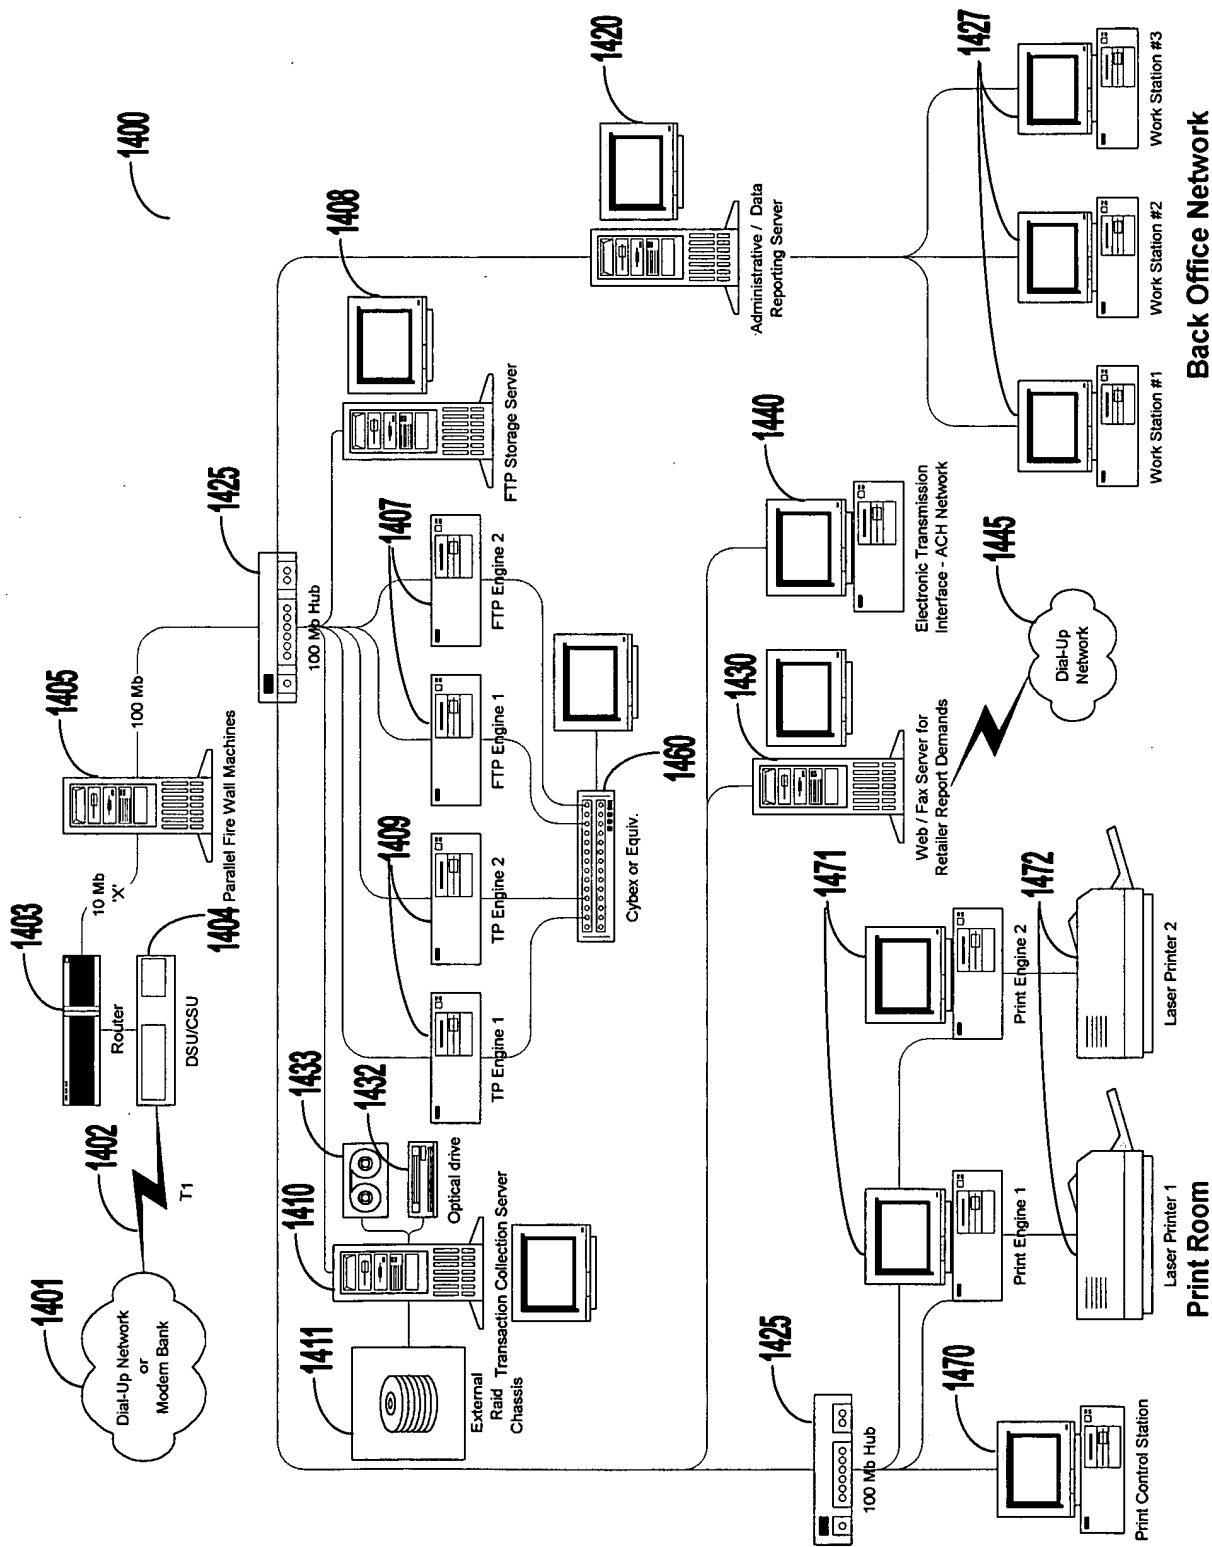 1400
1401
Dial-Up Network
or
Modem Bank
1402
T1
1403
Router
1404
DSU/CSU
10 Mb
'X'
1405
Parallel Fire Wall Machines
100 Mb
1425
100 Mb Hub
1408
FTP Storage Server
1420
Administrative / Data
Reporting Server
1411
External
Raid
Chassis
1410
Transaction Collection Server
1433
1432
Optical drive
1409
TP Engine 1
TP Engine 2
1407
FTP Engine 1
FTP Engine 2
1460
Cybex or Equiv.
1440
Electronic Transmission
Interface - ACH Network
1430
Web / Fax Server for
Retailer Report Demands
1445
Dial-Up
Network
1427
Work Station #1
Work Station #2
Work Station #3
Back Office Network
1425
100 Mb Hub
1470
Print Control Station
1471
Print Engine 1
Print Engine 2
1472
Laser Printer 1
Laser Printer 2
Print Room